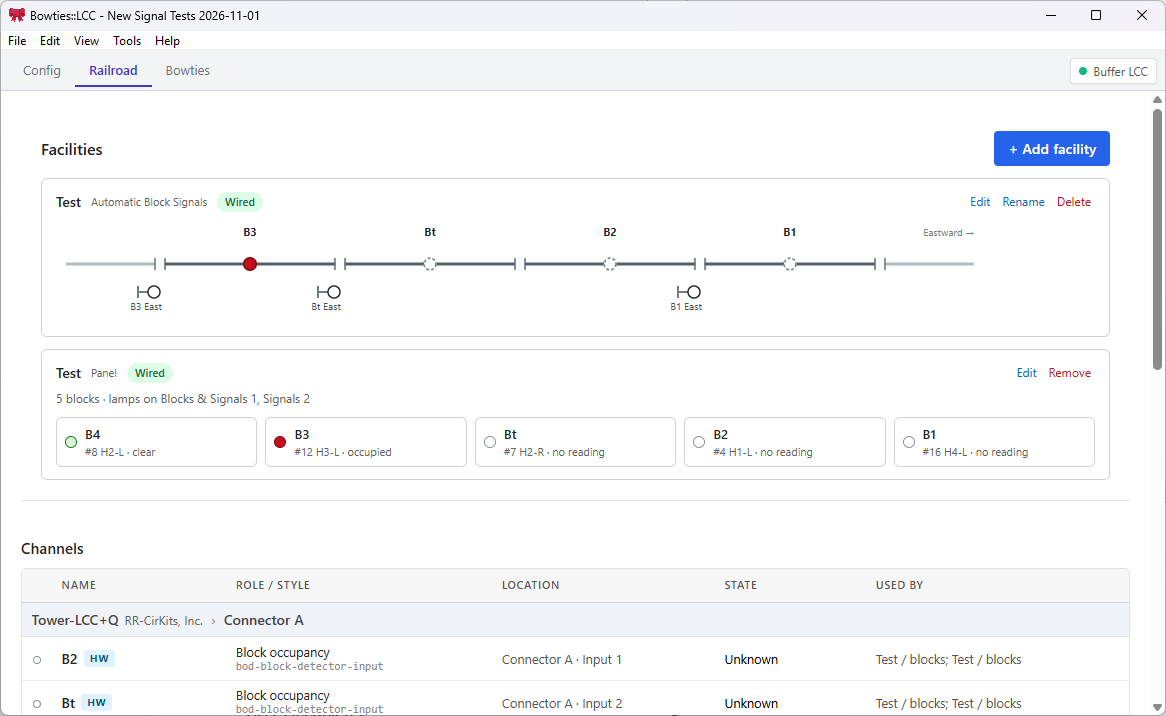 Bowties::LCC - New Signal Tests 2026-11-01
File Edit View Tools Help
Config Railroad Bowties Buffer LCC
Facilities + Add facility
Test Automatic Block Signals Wired Edit Rename Delete
B3 Bt B2 B1 Eastward →
B3 East Bt East B1 East
Test Panel Wired Edit Remove
5 blocks · lamps on Blocks & Signals 1, Signals 2
B4 B3 Bt B2 B1
#8 H2-L · clear #12 H3-L · occupied #7 H2-R · no reading #4 H1-L · no reading #16 H4-L · no reading
Channels
NAME ROLE / STYLE LOCATION STATE USED BY
Tower-LCC+Q RR-CirKits, Inc. › Connector A
B2 HW Block occupancy Connector A · Input 1 Unknown Test / blocks; Test / blocks
bod-block-detector-input
Bt HW Block occupancy Connector A · Input 2 Unknown Test / blocks; Test / blocks
bod-block-detector-input